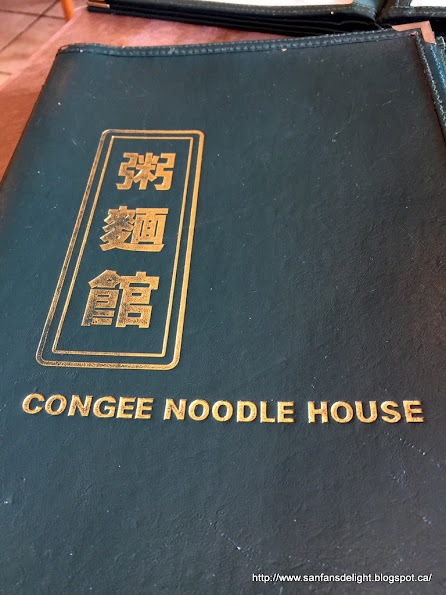 粥麵館
CONGEE NOODLE HOUSE
http://www.sanfansdelight.blogspot.ca/